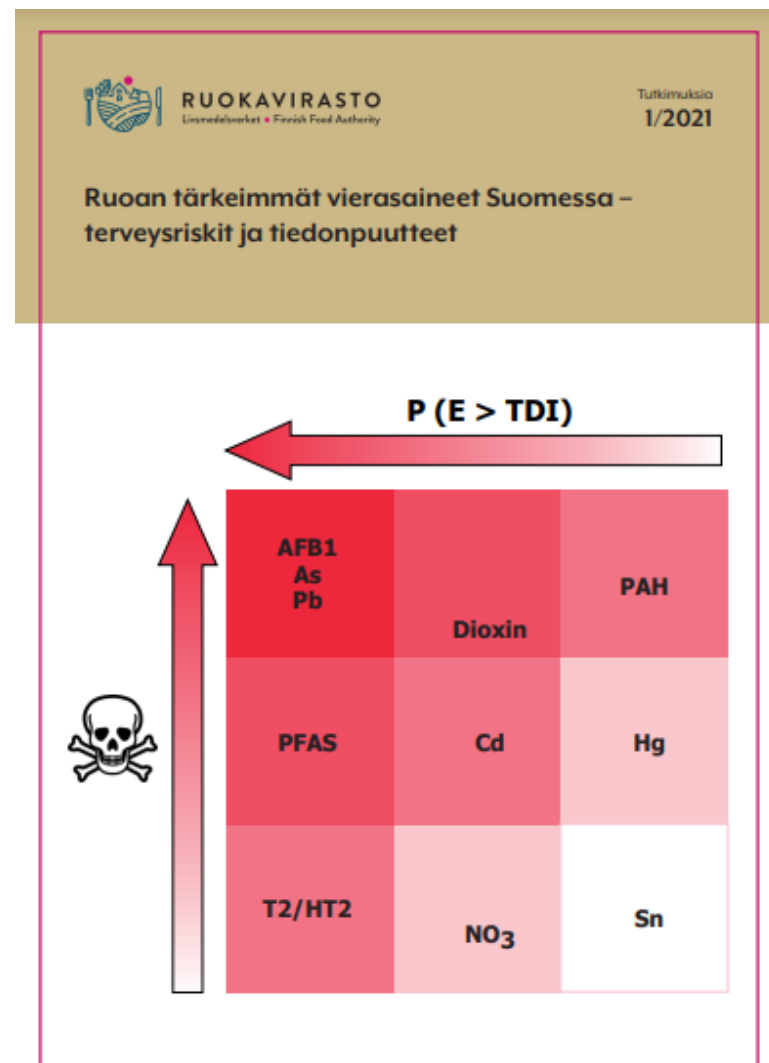 RUOKAVIRASTO
Livsmedelsverket • Finnish Food Authority
Tutkimuksia
1/2021
Ruoan tärkeimmät vierasaineet Suomessa –
terveysriskit ja tiedonpuutteet
P (E > TDI)
AFB1
As
Pb
Dioxin
PAH
PFAS
Cd
Hg
T2/HT2
NO3
Sn